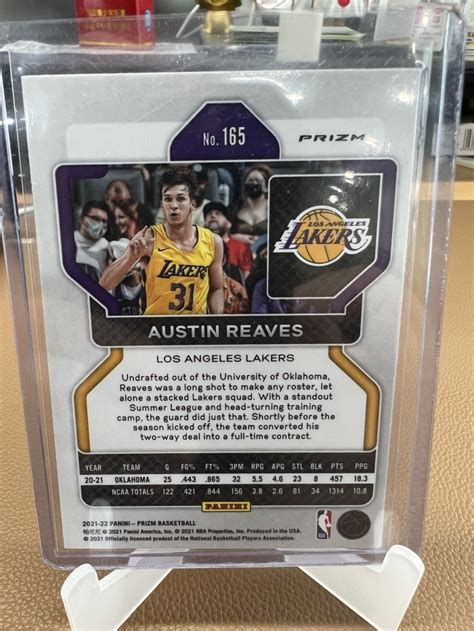 No. 165
PRIZM
LOS ANGELES
LAKERS
LAKERS
31
AUSTIN REAVES
LOS ANGELES LAKERS
Undrafted out of the University of Oklahoma,
Reaves was a long shot to make any roster, let
alone a stacked Lakers squad. With a standout
Summer League and head-turning training
camp, the guard did just that. Shortly before the
season kicked off, the team converted his
two-way deal into a full-time contract.
YEAR TEAM G FG% FT% 3PM RPG APG STL BLK PTS PPG
20-21 OKLAHOMA 25 .443 .865 32 5.5 4.6 23 8 457 18.3
NCAA TOTALS 122 .421 .844 156 3.8 2.6 81 34 1314 10.8
PANINI
2021-22 PANINI – PRIZM BASKETBALL
帕尼尼 © 2021 Panini America, Inc. © 2021 NBA Properties, Inc. Produced in the USA.
© 2021 Officially licensed product of the National Basketball Players Association.
NBA